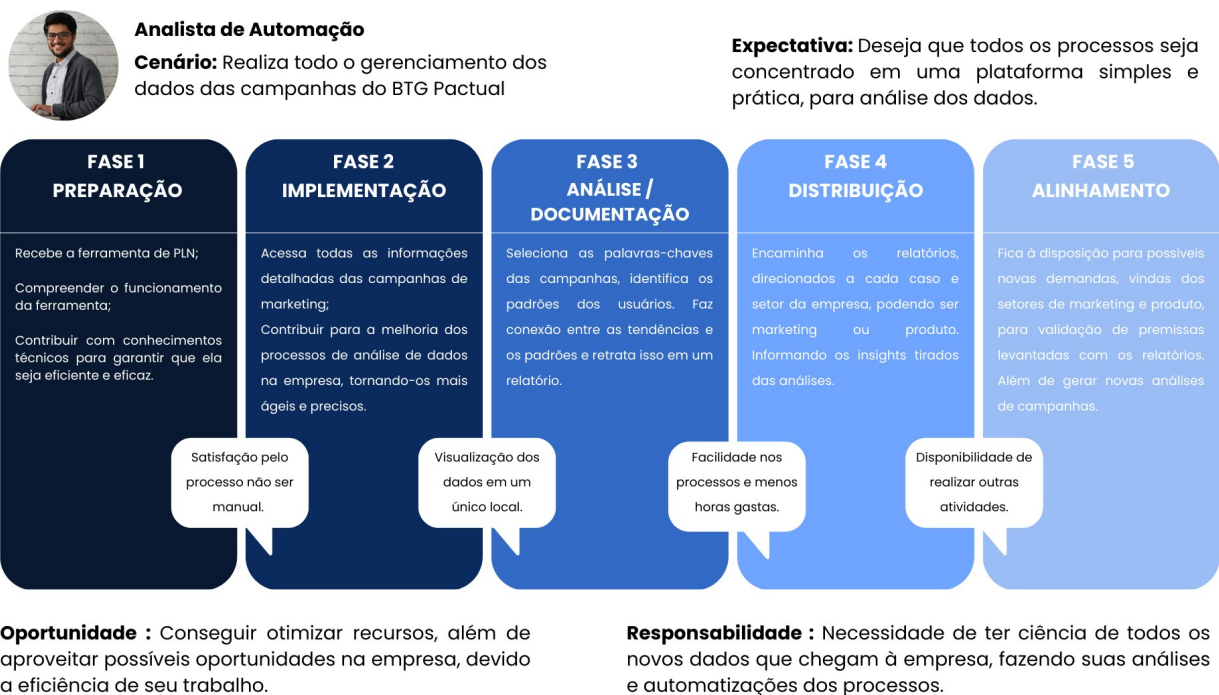 Analista de Automação
Cenário: Realiza todo o gerenciamento dos
dados das campanhas do BTG Pactual
Expectativa: Deseja que todos os processos seja
concentrado em uma plataforma simples e
prática, para análise dos dados.
FASE 1
PREPARAÇÃO
Recebe a ferramenta de PLN;
Compreender o funcionamento
da ferramenta;
Contribuir com conhecimentos
técnicos para garantir que ela
seja eficiente e eficaz.
FASE 2
IMPLEMENTAÇÃO
Acessa todas as informações
detalhadas das campanhas de
marketing;
Contribuir para a melhoria dos
processos de análise de dados
na empresa, tornando-os mais
ágeis e precisos.
FASE 3
ANÁLISE /
DOCUMENTAÇÃO
Seleciona as palavras-chaves
das campanhas, identifica os
padrões dos usuários. Faz
conexão entre as tendências e
os padrões e retrata isso em um
relatório.
FASE 4
DISTRIBUIÇÃO
Encaminha os relatórios,
direcionados a cada caso e
setor da empresa, podendo ser
marketing ou produto.
Informando os insights tirados
das análises.
FASE 5
ALINHAMENTO
Fica à disposição para possíveis
novas demandas, vindas dos
setores de marketing e produto,
para validação de premissas
levantadas com os relatórios.
Além de gerar novas análises
de campanhas.
Satisfação pelo
processo não ser
manual.
Visualização dos
dados em um
único local.
Facilidade nos
processos e menos
horas gastas.
Disponibilidade de
realizar outras
atividades.
Oportunidade : Conseguir otimizar recursos, além de
aproveitar possíveis oportunidades na empresa, devido
a eficiência de seu trabalho.
Responsabilidade : Necessidade de ter ciência de todos os
novos dados que chegam à empresa, fazendo suas análises
e automatizações dos processos.